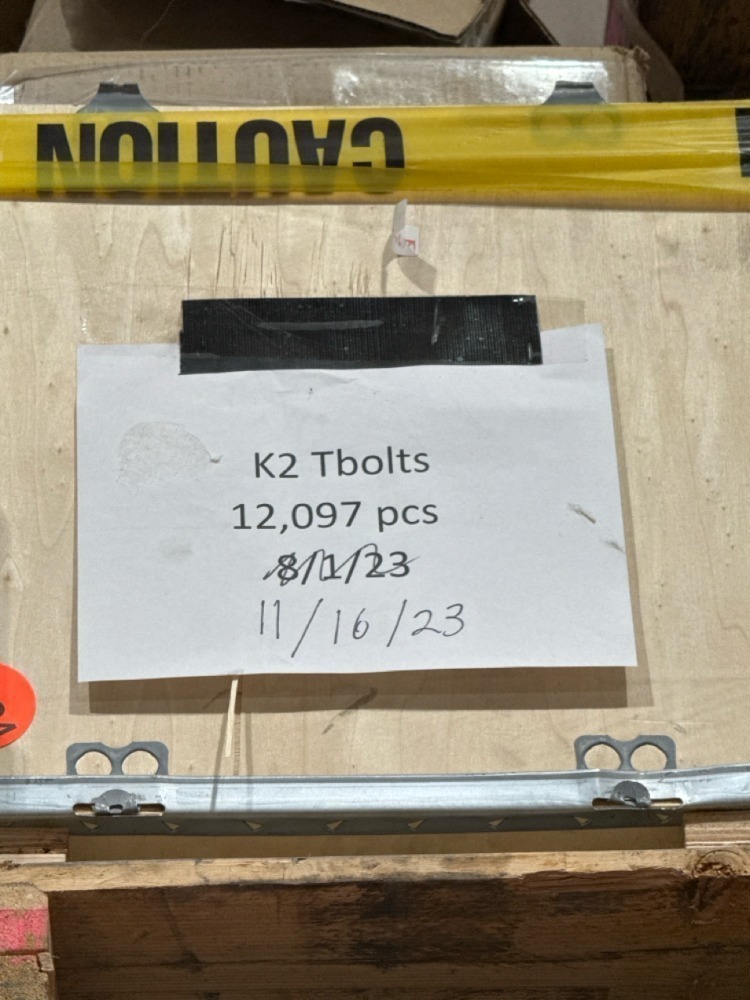 CAUTION
K2 Tbolts
12,097 pcs
8/1/23
11/16/23